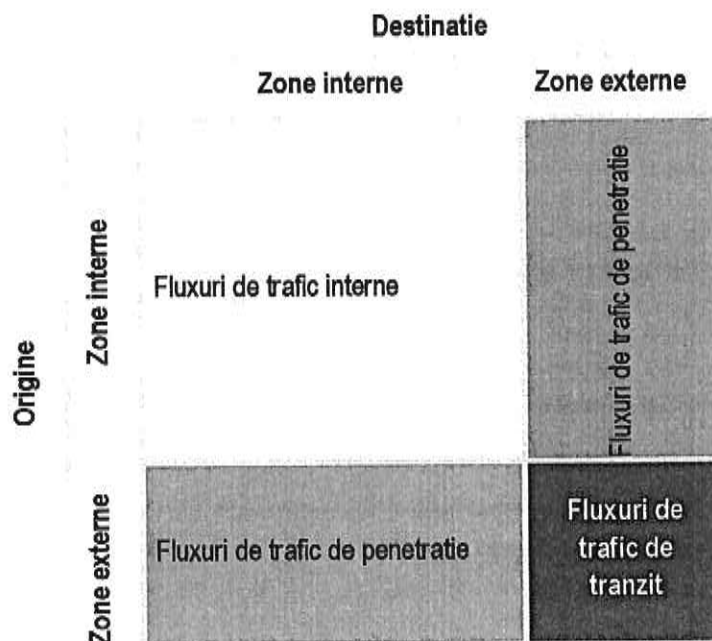 Destinatie
Zone interne
Zone externe
Origine
Zone interne
Fluxuri de trafic interne
Fluxuri de trafic de penetratie
Zone externe
Fluxuri de trafic de penetratie
Fluxuri de
trafic de
tranzit